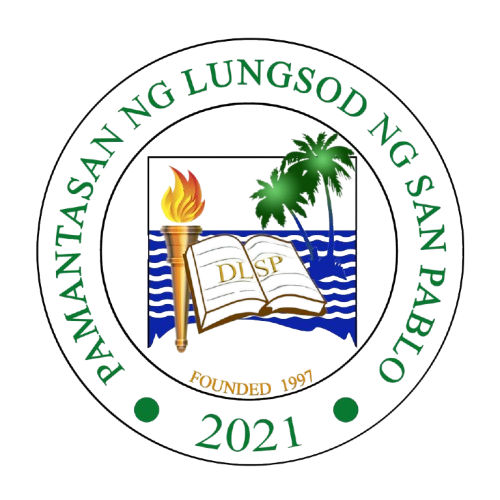 PAMANTASAN NG LUNGSOD NG SAN PABLO
DLSP
FOUNDED 1997
2021